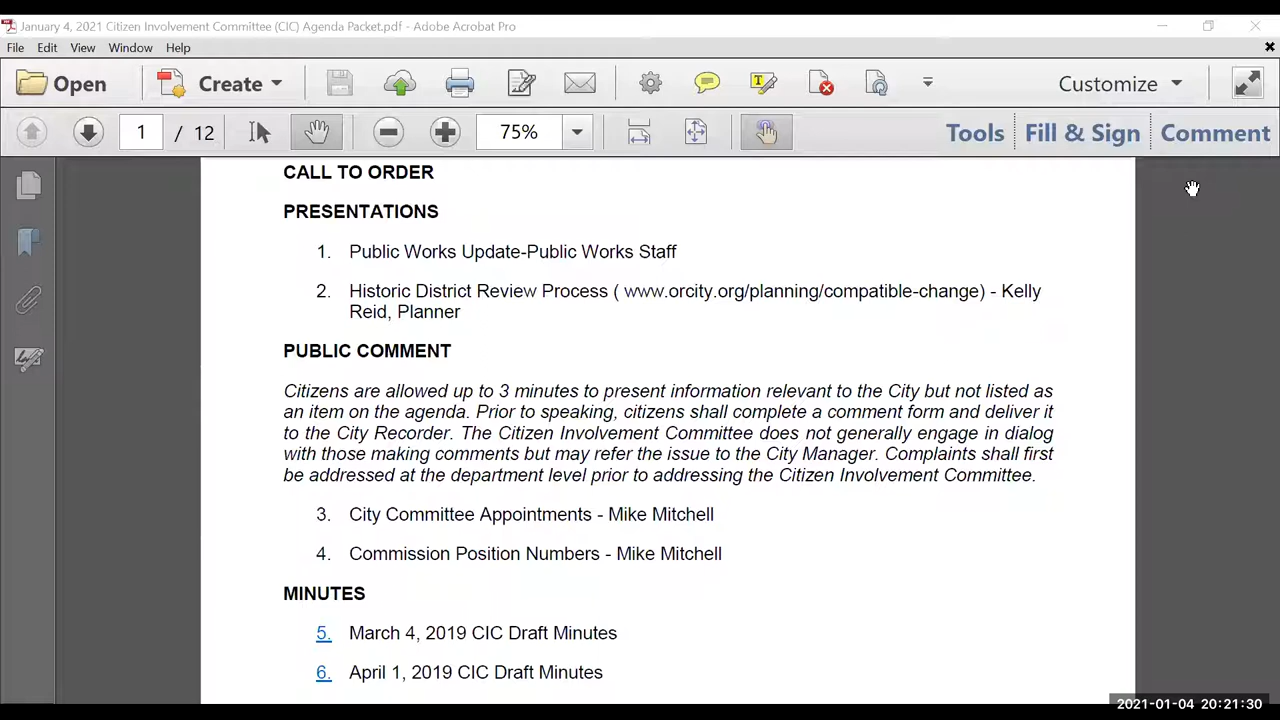 January 4, 2021 Citizen Involvement Committee (CIC) Agenda Packet.pdf - Adobe Acrobat Pro
File Edit View Window Help
Open Create Customize
1 / 12 75% Tools Fill & Sign Comment
CALL TO ORDER
PRESENTATIONS
1. Public Works Update-Public Works Staff
2. Historic District Review Process ( www.orcity.org/planning/compatible-change) - Kelly
Reid, Planner
PUBLIC COMMENT
Citizens are allowed up to 3 minutes to present information relevant to the City but not listed as
an item on the agenda. Prior to speaking, citizens shall complete a comment form and deliver it
to the City Recorder. The Citizen Involvement Committee does not generally engage in dialog
with those making comments but may refer the issue to the City Manager. Complaints shall first
be addressed at the department level prior to addressing the Citizen Involvement Committee.
3. City Committee Appointments - Mike Mitchell
4. Commission Position Numbers - Mike Mitchell
MINUTES
5. March 4, 2019 CIC Draft Minutes
6. April 1, 2019 CIC Draft Minutes
2021-01-04 20:21:30